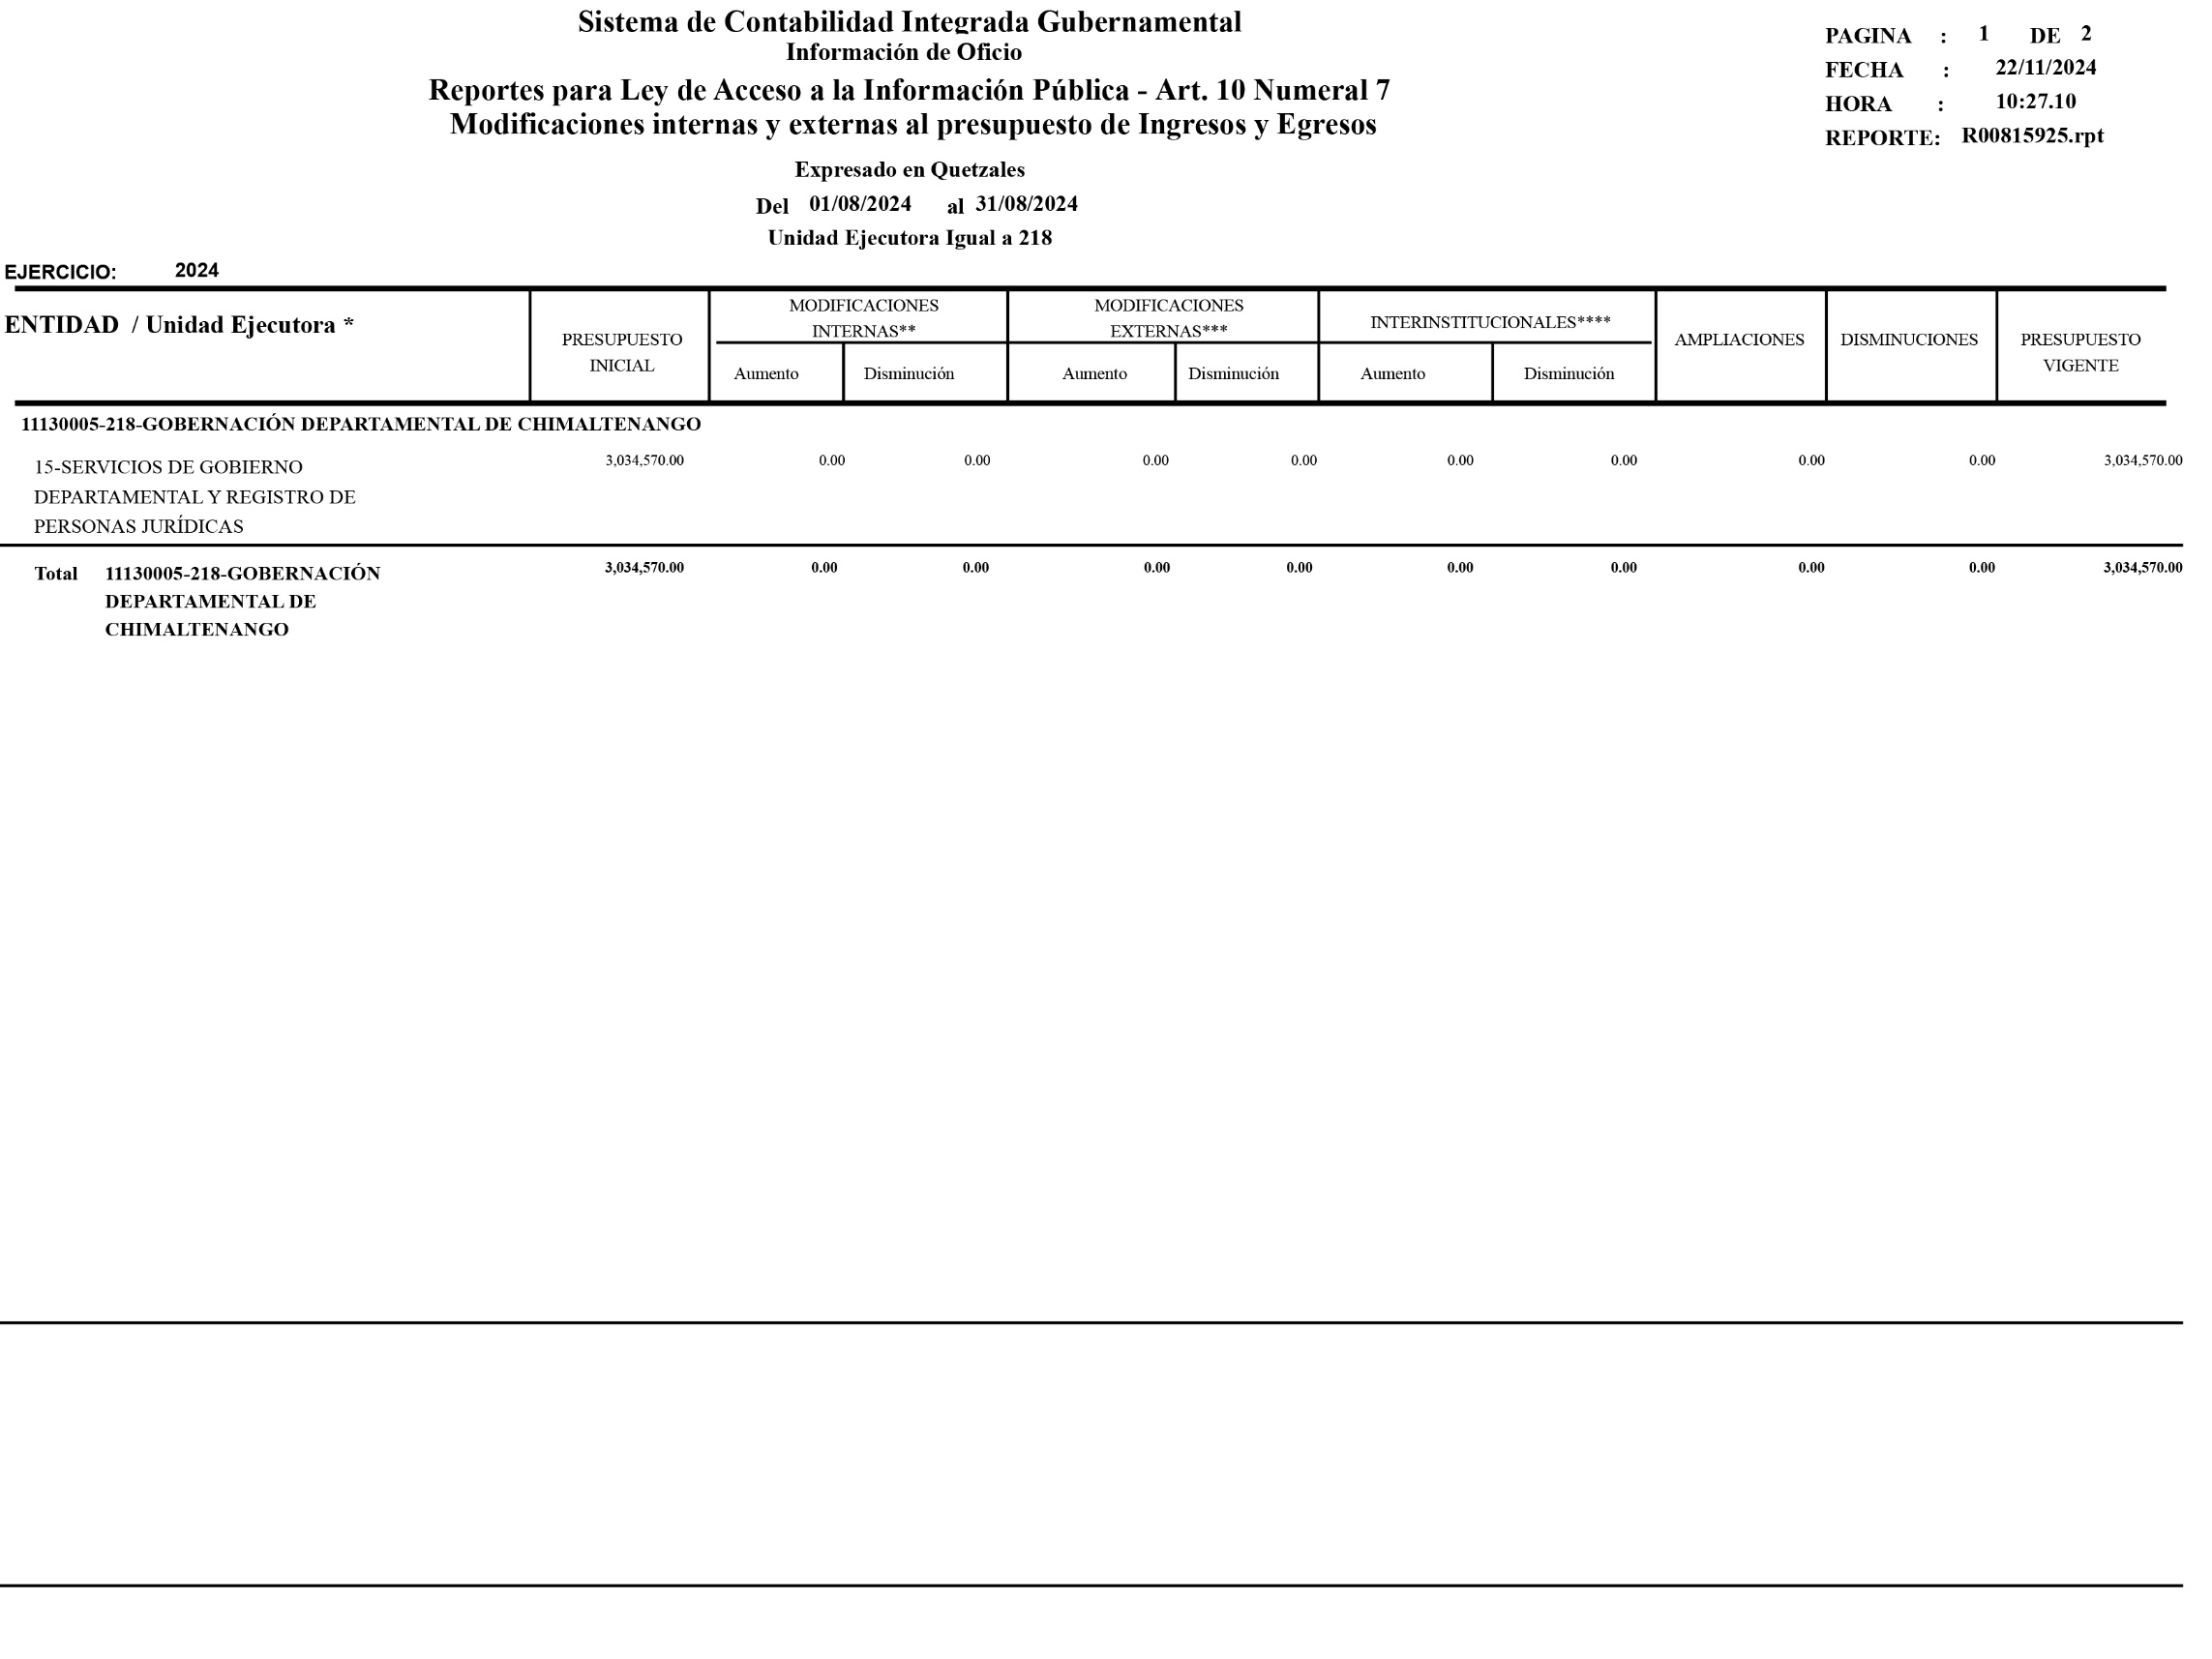 Sistema de Contabilidad Integrada Gubernamental
Información de Oficio
Reportes para Ley de Acceso a la Información Pública - Art. 10 Numeral 7
Modificaciones internas y externas al presupuesto de Ingresos y Egresos
Expresado en Quetzales
Del 01/08/2024 al 31/08/2024
Unidad Ejecutora Igual a 218
PAGINA : 1 DE 2
FECHA : 22/11/2024
HORA : 10:27.10
REPORTE: R00815925.rpt
EJERCICIO: 2024
ENTIDAD / Unidad Ejecutora *
PRESUPUESTO
INICIAL
MODIFICACIONES
INTERNAS**
Aumento Disminución
MODIFICACIONES
EXTERNAS***
Aumento Disminución
INTERINSTITUCIONALES****
Aumento Disminución
AMPLIACIONES
DISMINUCIONES
PRESUPUESTO
VIGENTE
11130005-218-GOBERNACIÓN DEPARTAMENTAL DE CHIMALTENANGO
15-SERVICIOS DE GOBIERNO 3,034,570.00 0.00 0.00 0.00 0.00 0.00 0.00 0.00 0.00 3,034,570.00
DEPARTAMENTAL Y REGISTRO DE
PERSONAS JURÍDICAS
Total 11130005-218-GOBERNACIÓN 3,034,570.00 0.00 0.00 0.00 0.00 0.00 0.00 0.00 0.00 3,034,570.00
DEPARTAMENTAL DE
CHIMALTENANGO